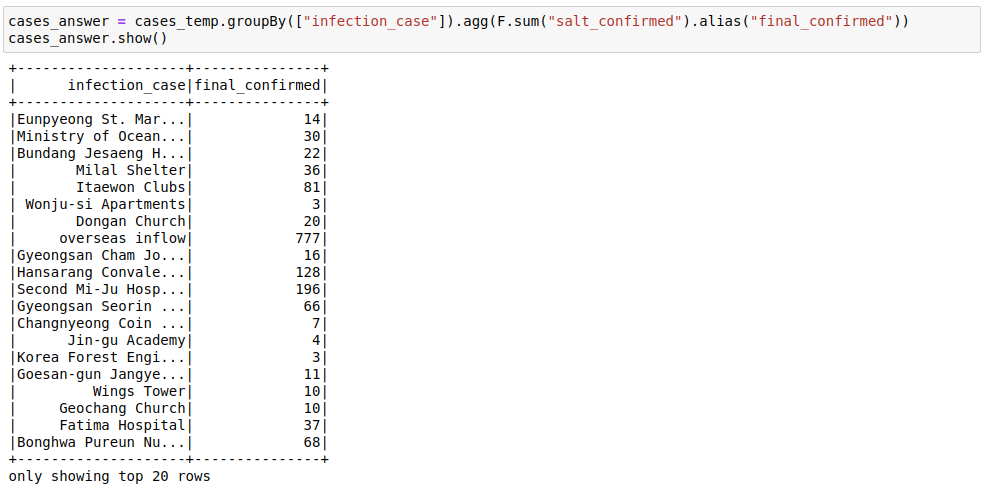 cases_answer = cases_temp.groupBy(["infection_case"]).agg(F.sum("salt_confirmed").alias("final_confirmed"))
cases_answer.show()
+--------------------+---------------+
|      infection_case|final_confirmed|
+--------------------+---------------+
|Eunpyeong St. Mar...|             14|
|Ministry of Ocean...|             30|
|Bundang Jesaeng H...|             22|
|       Milal Shelter|             36|
|       Itaewon Clubs|             81|
| Wonju-si Apartments|              3|
|       Dongan Church|             20|
|     overseas inflow|            777|
|Gyeongsan Cham Jo...|             16|
|Hansarang Convale...|            128|
|Second Mi-Ju Hosp...|            196|
|Gyeongsan Seorin ...|             66|
|Changnyeong Coin ...|              7|
|      Jin-gu Academy|              4|
|Korea Forest Engi...|              3|
|Goesan-gun Jangye...|             11|
|         Wings Tower|             10|
|     Geochang Church|             10|
|     Fatima Hospital|             37|
|Bonghwa Pureun Nu...|             68|
+--------------------+---------------+
only showing top 20 rows